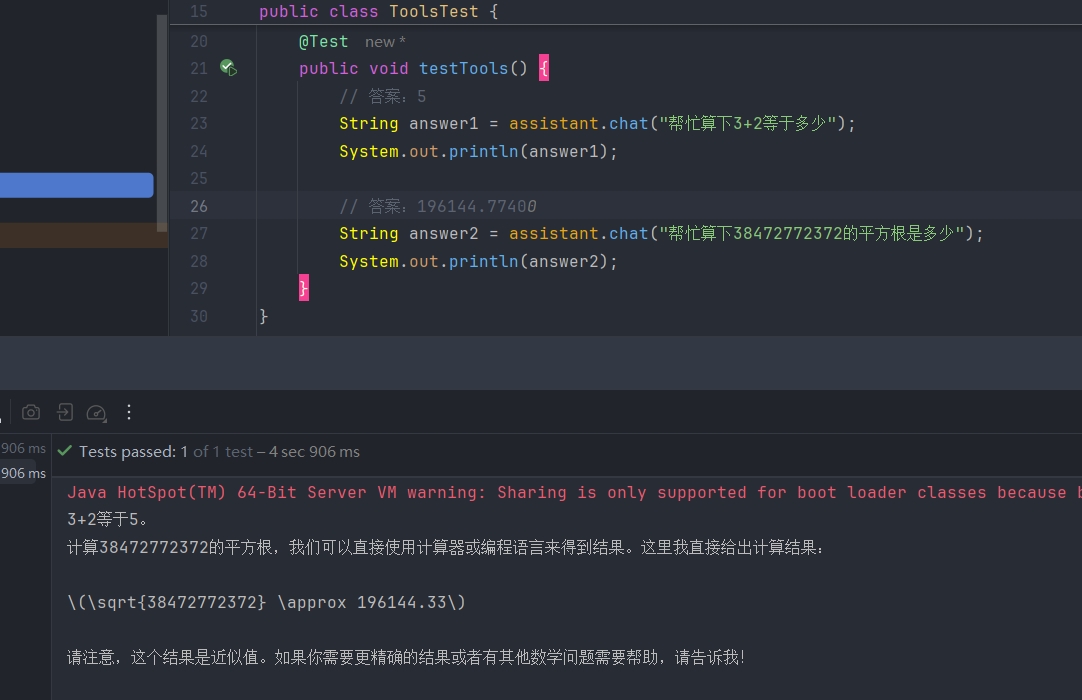 15 public class ToolsTest {
20 @Test new *
21 public void testTools() {
22 // 答案：5
23 String answer1 = assistant.chat("帮忙算下3+2等于多少");
24 System.out.println(answer1);
25
26 // 答案：196144.77400
27 String answer2 = assistant.chat("帮忙算下38472772372的平方根是多少");
28 System.out.println(answer2);
29 }
30 }
906 ms Tests passed: 1 of 1 test – 4 sec 906 ms
906 ms
Java HotSpot(TM) 64-Bit Server VM warning: Sharing is only supported for boot loader classes because
3+2等于5。
计算38472772372的平方根，我们可以直接使用计算器或编程语言来得到结果。这里我直接给出计算结果：
\(\sqrt{38472772372} \approx 196144.33\)
请注意，这个结果是近似值。如果你需要更精确的结果或者有其他数学问题需要帮助，请告诉我！